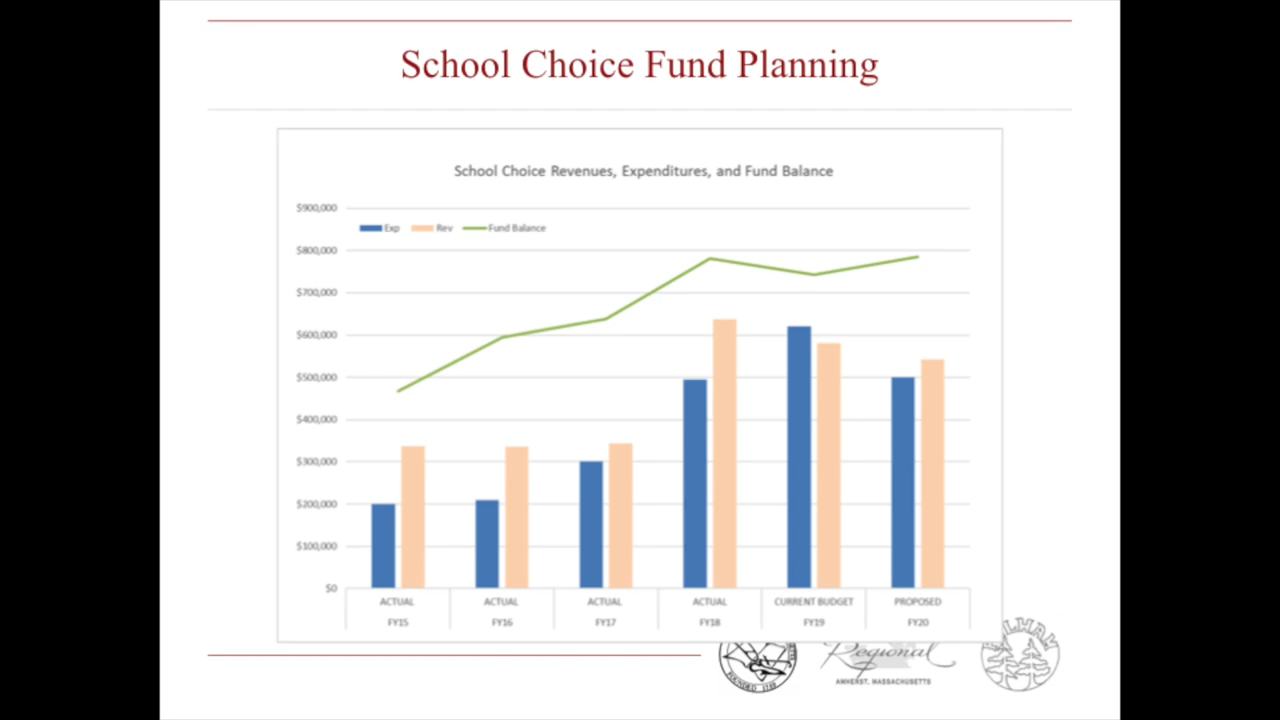 School Choice Fund Planning
School Choice Revenues, Expenditures, and Fund Balance
$900,000
Exp Rev Fund Balance
$800,000
$700,000
$600,000
$500,000
$400,000
$300,000
$200,000
$100,000
$0
ACTUAL ACTUAL ACTUAL ACTUAL CURRENT BUDGET PROPOSED
FY15 FY16 FY17 FY18 FY19 FY20
Regional
AMHERST, MASSACHUSETTS